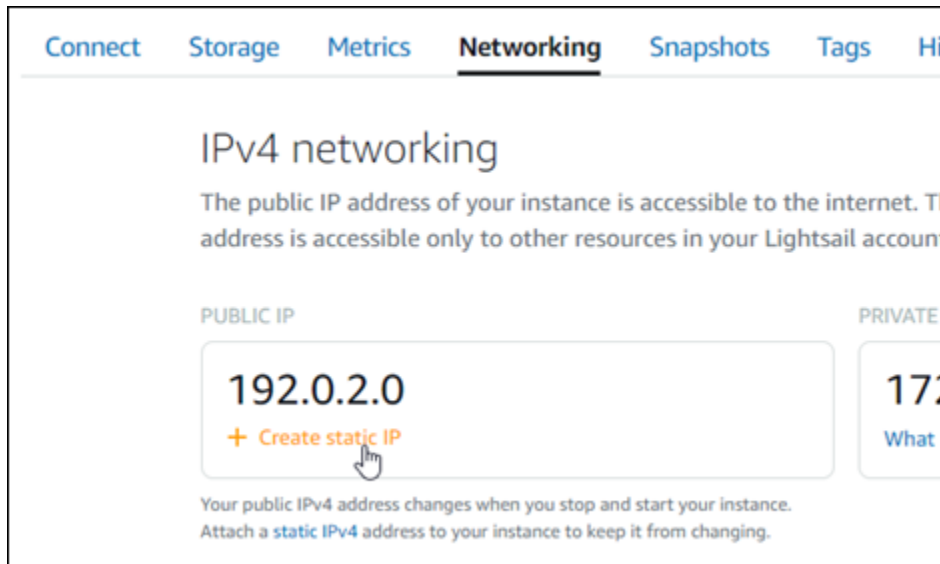 Connect Storage Metrics Networking Snapshots Tags
IPv4 networking
The public IP address of your instance is accessible to the internet.
address is accessible only to other resources in your Lightsail
PUBLIC IP PRIVATE
192.0.2.0
+ Create static IP What
Your public IPv4 address changes when you stop and start your instance.
Attach a static IPv4 address to your instance to keep it from changing.